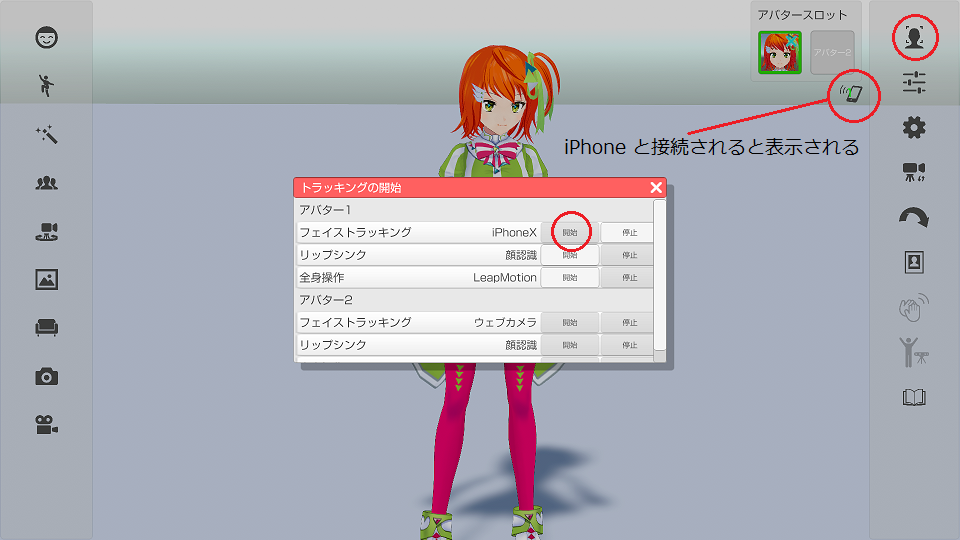 アバタースロット
アバター2
iPhone と接続されると表示される
トラッキングの開始
アバター1
フェイストラッキング iPhoneX 開始 停止
リップシンク 顔認識 開始 停止
全身操作 LeapMotion 開始 停止
アバター2
フェイストラッキング ウェブカメラ 開始 停止
リップシンク 顔認識 開始 停止